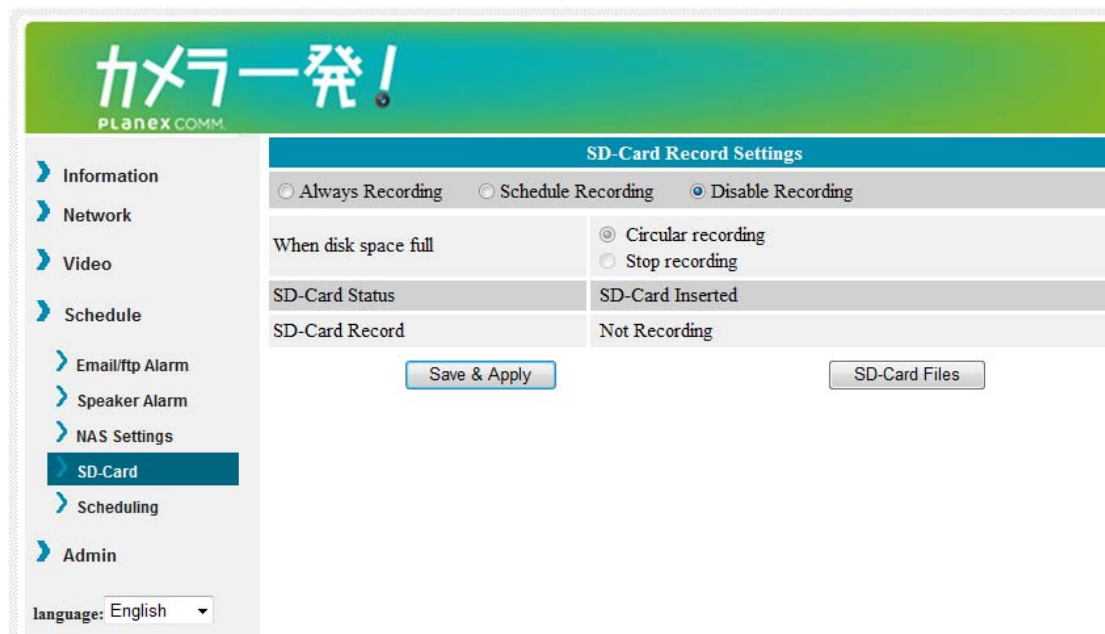 カメラ一発!
PLanex COMM.
Information
Network
Video
Schedule
Email/ftp Alarm
Speaker Alarm
NAS Settings
SD-Card
Scheduling
Admin
language: English
SD-Card Record Settings
Always Recording Schedule Recording Disable Recording
When disk space full
Circular recording
Stop recording
SD-Card Status SD-Card Inserted
SD-Card Record Not Recording
Save & Apply SD-Card Files